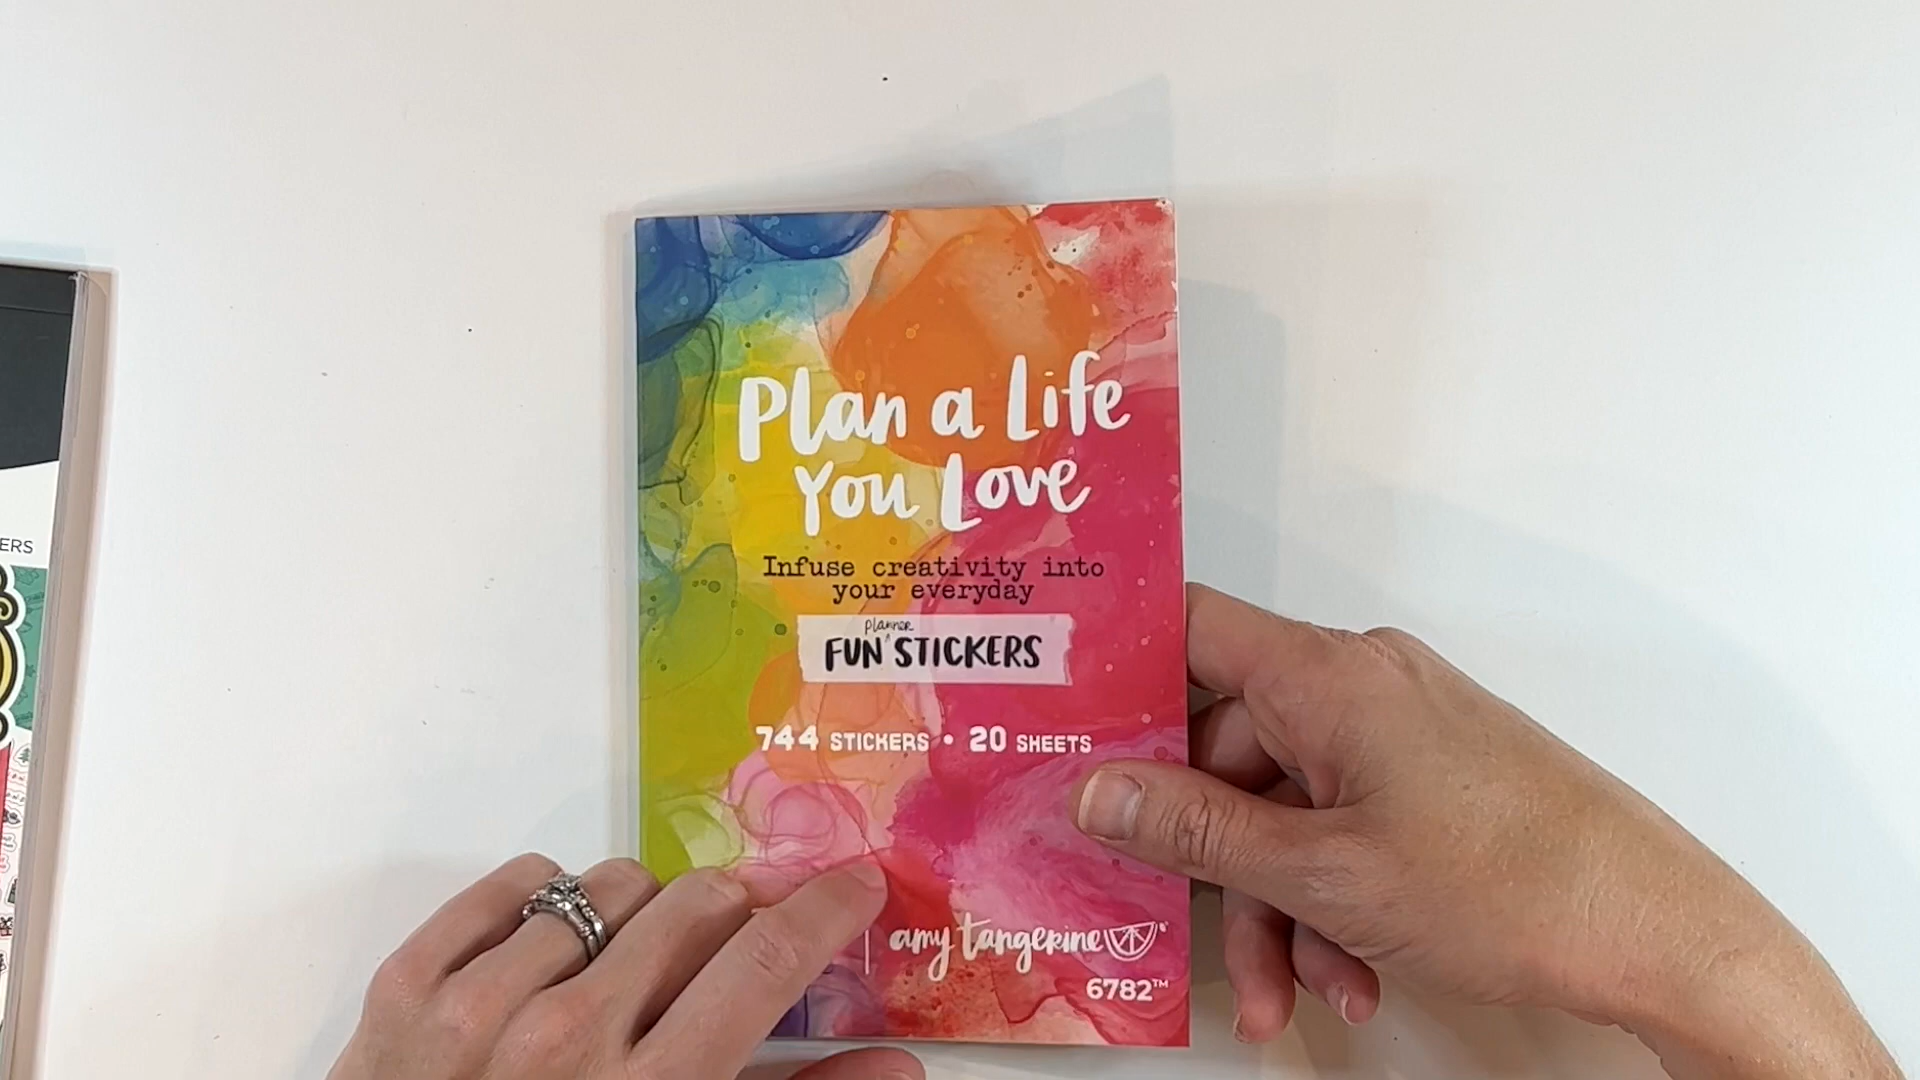 Plan a Life
You Love
Infuse creativity into
your everyday
planner
FUN ^ STICKERS
744 STICKERS • 20 SHEETS
amy tangerine
6782™
ERS